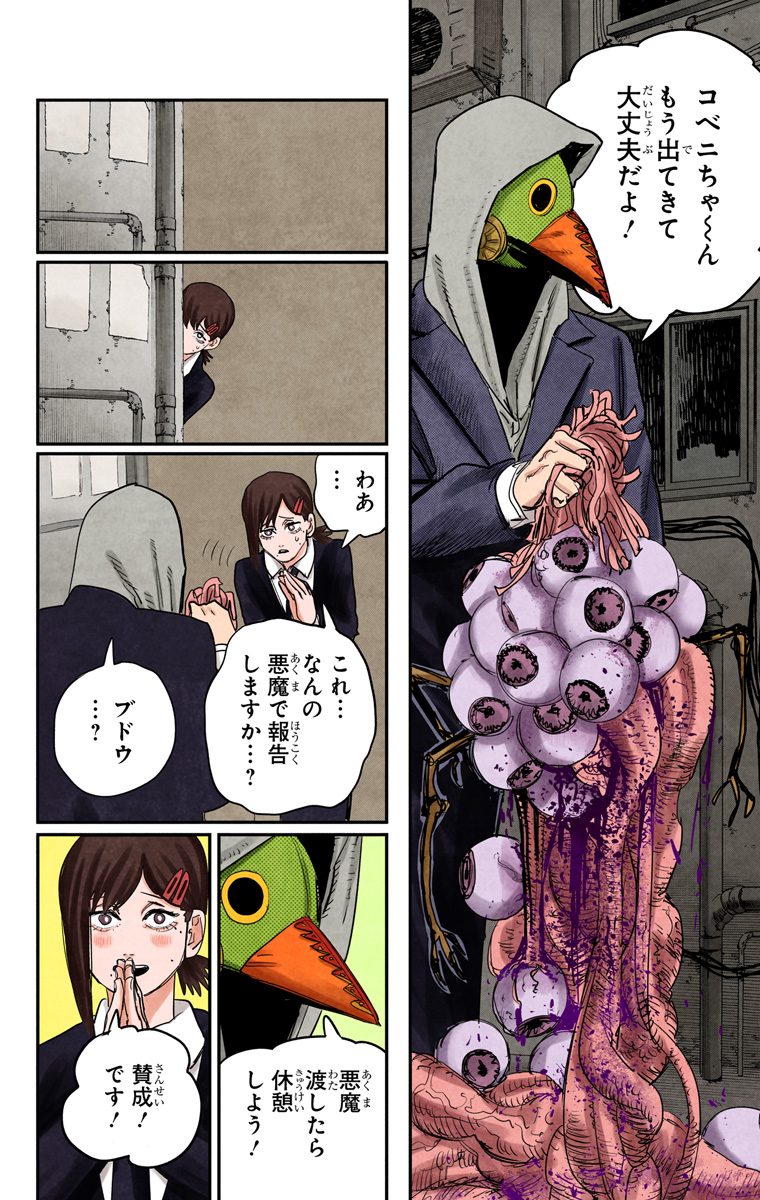 コベニちゃ〜ん
もう出てきて
大丈夫だよ！
わあ
…
これ…
なんの
悪魔で報告
しますか…？
ブドウ
…？
悪魔
渡したら
休憩
しよう！
賛成！
です！